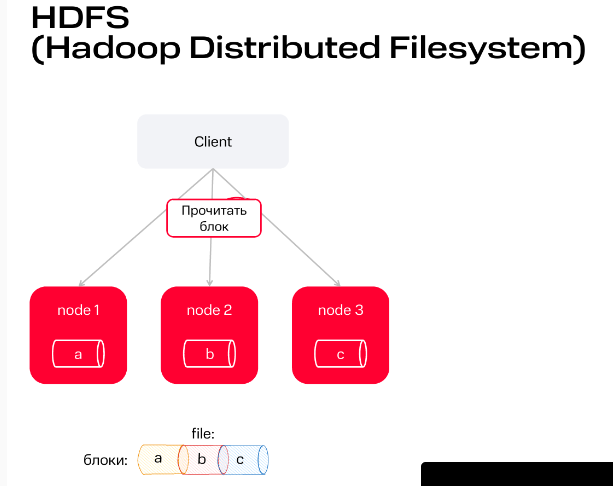 HDFS
(Hadoop Distributed Filesystem)
Client
Прочитать
блок
node 1
node 2
node 3
a
b
c
file:
блоки:
a
b
c